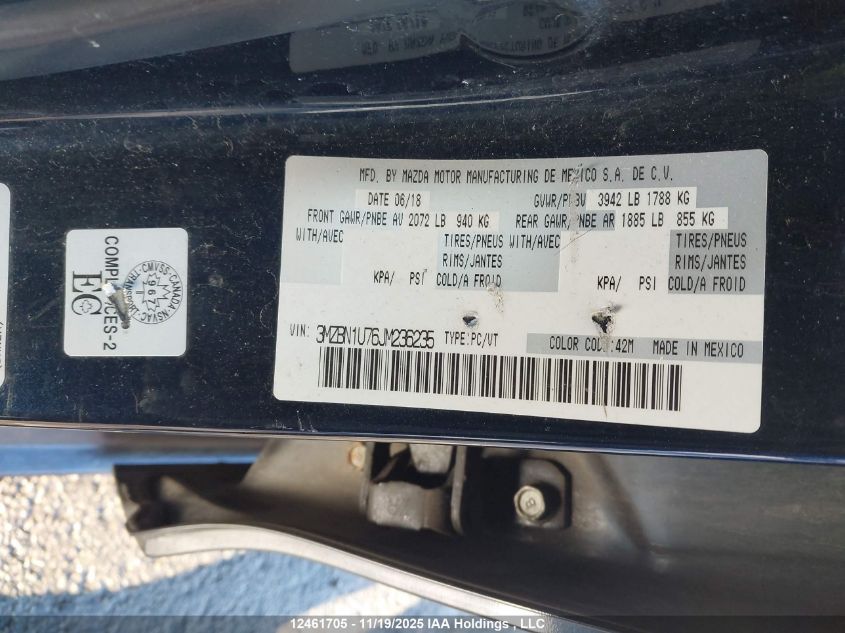 MFD. BY MAZDA MOTOR MANUFACTURING DE MEXICO S.A. DE C.V.
DATE 06/18 GVWR/PNBV 3942 LB 1788 KG
FRONT GAWR/PNBE AV 2072 LB 940 KG REAR GAWR/PNBE AR 1885 LB 855 KG
WITH/AVEC TIRES/PNEUS WITH/AVEC TIRES/PNEUS
RIMS/JANTES RIMS/JANTES
KPA/ PSI COLD/A FROID KPA/ PSI COLD/A FROID
VIN: 3MZBN1U76JM236235 TYPE:PC/VT COLOR CODE:42M MADE IN MEXICO
EC
CMVSS-CANADA
12461705 - 11/19/2025 IAA Holdings , LLC